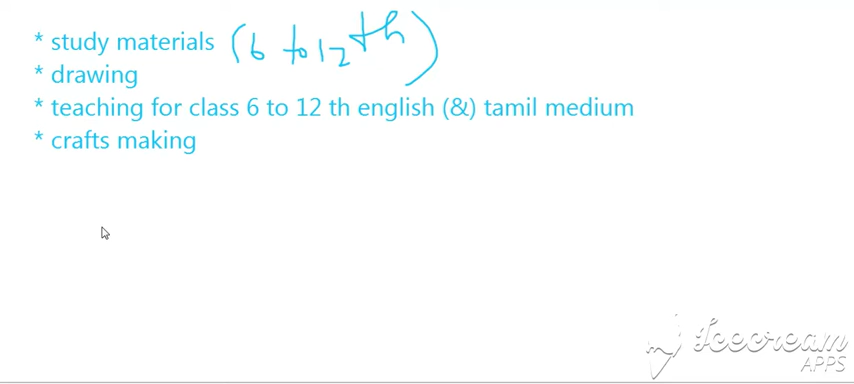 * study materials (6 to 12th)
* drawing
* teaching for class 6 to 12 th english (&) tamil medium
* crafts making
Icecream
APPS